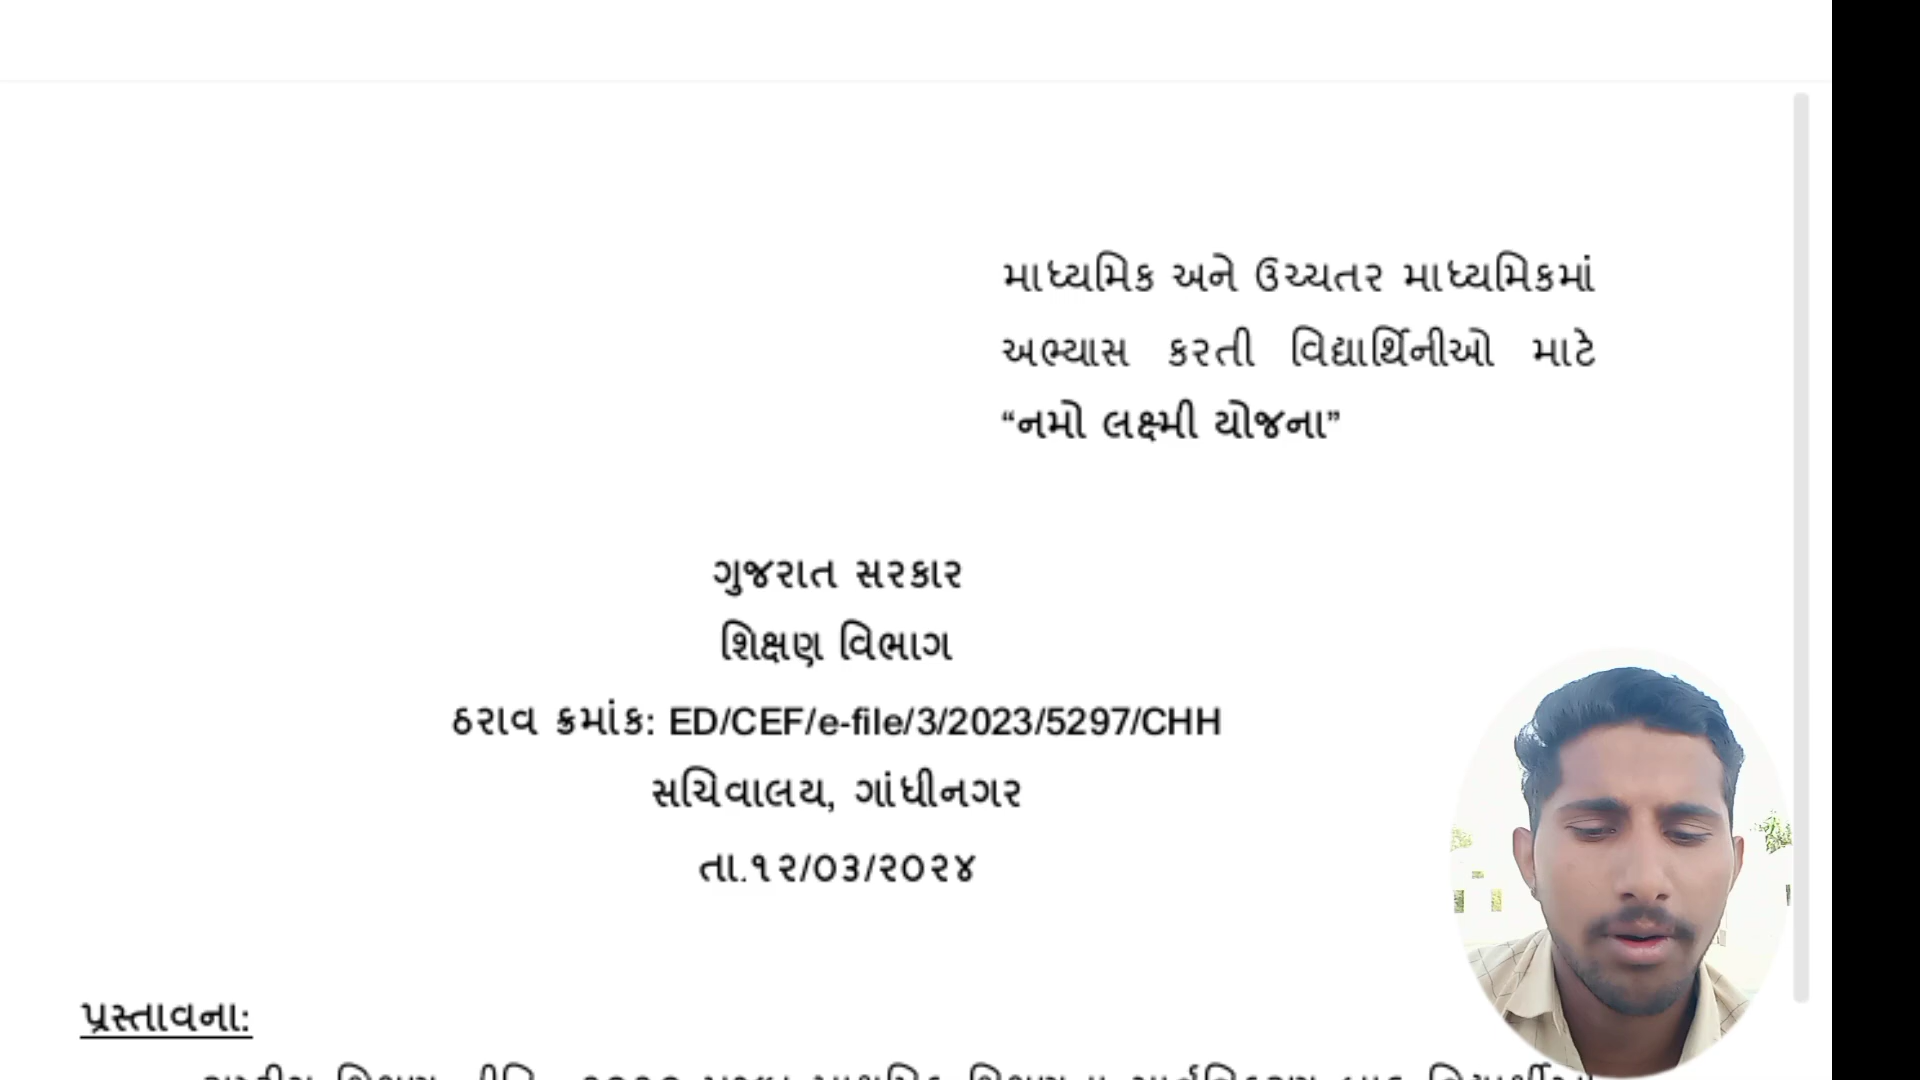 માધ્યમિક અને ઉચ્ચતર માધ્યમિકમાં
અભ્યાસ કરતી વિદ્યાર્થિનીઓ માટે
“નમો લક્ષ્મી યોજના”
ગુજરાત સરકાર
શિક્ષણ વિભાગ
ઠરાવ ક્રમાંક: ED/CEF/e-file/3/2023/5297/CHH
સચિવાલય, ગાંધીનગર
તા.૧૨/૦૩/૨૦૨૪
પ્રસ્તાવના: